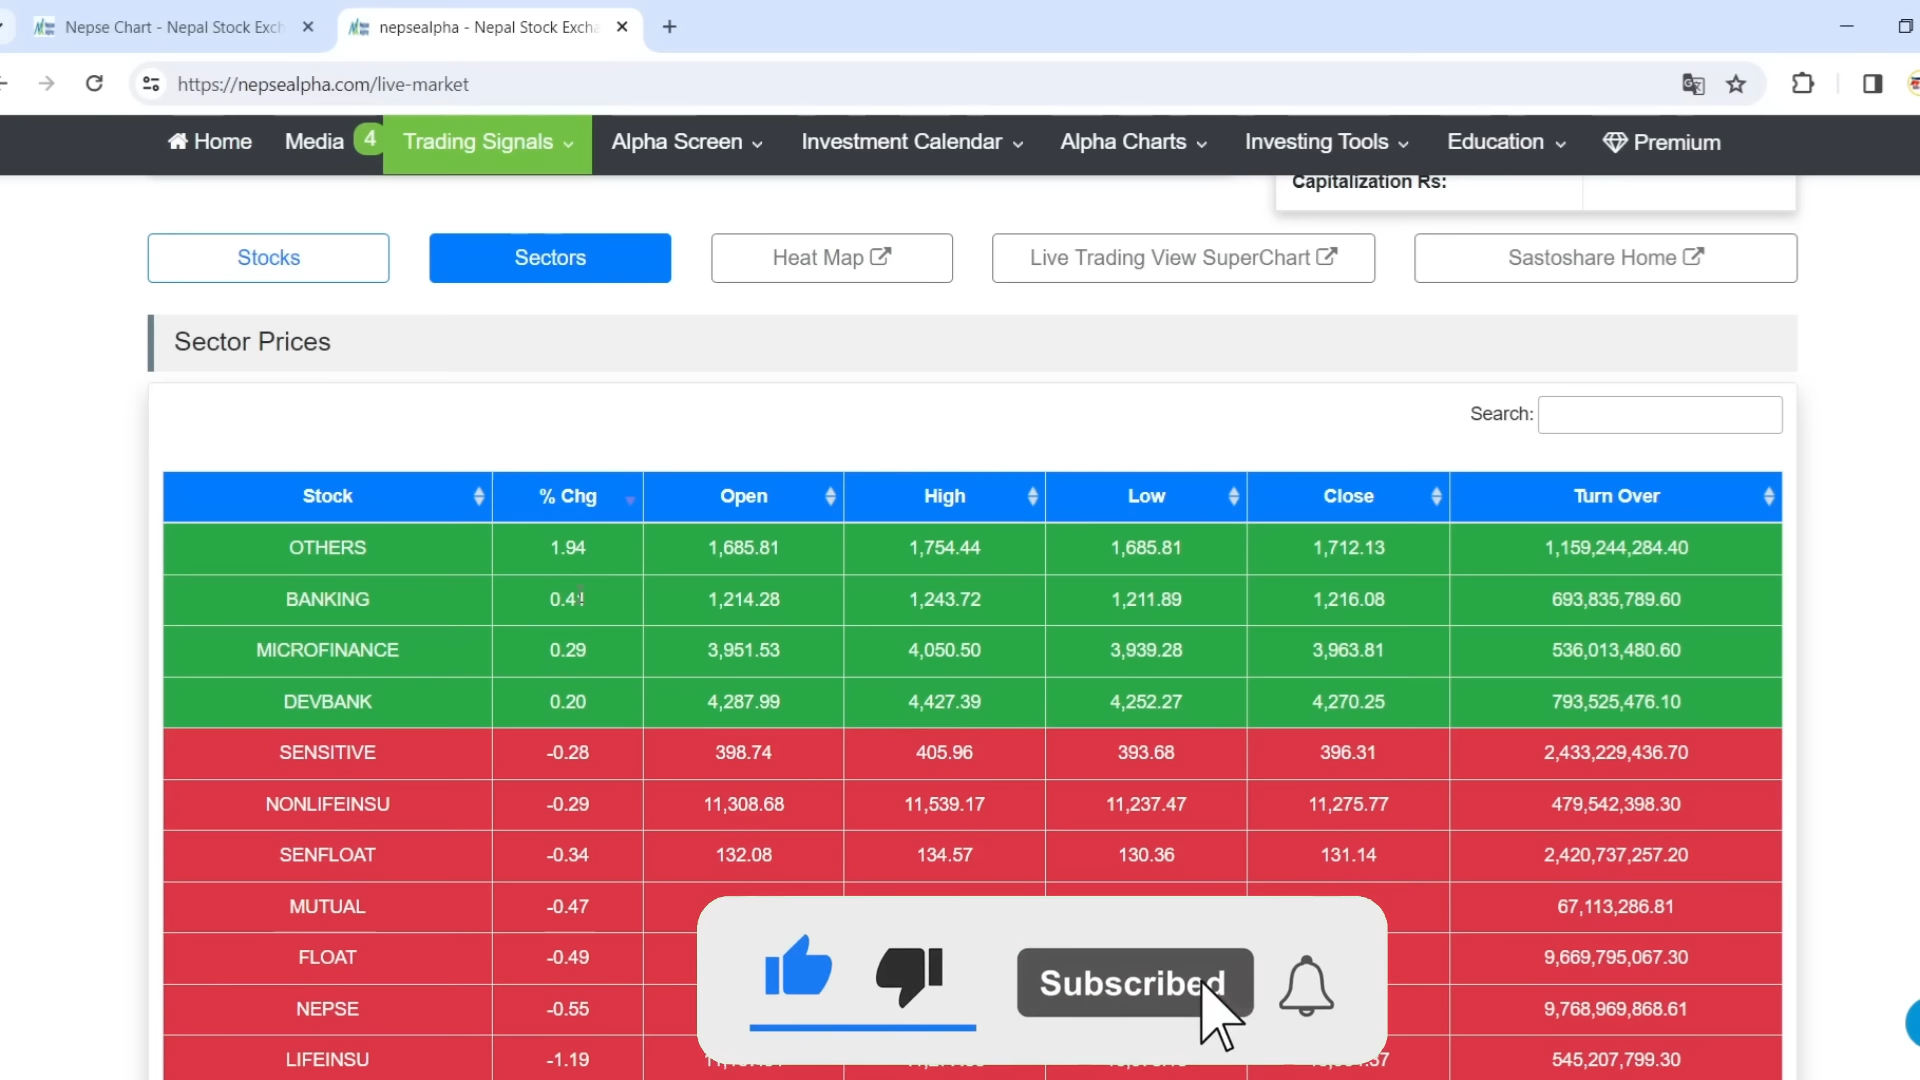 Nepse Chart - Nepal Stock Exch
nepsealpha - Nepal Stock Excha
https://nepsealpha.com/live-market
Home Media 4 Trading Signals Alpha Screen Investment Calendar Alpha Charts Investing Tools Education Premium
Capitalization Rs:
Stocks Sectors Heat Map Live Trading View SuperChart Sastoshare Home
Sector Prices
Search:
Stock % Chg Open High Low Close Turn Over
OTHERS 1.94 1,685.81 1,754.44 1,685.81 1,712.13 1,159,244,284.40
BANKING 0.41 1,214.28 1,243.72 1,211.89 1,216.08 693,835,789.60
MICROFINANCE 0.29 3,951.53 4,050.50 3,939.28 3,963.81 536,013,480.60
DEVBANK 0.20 4,287.99 4,427.39 4,252.27 4,270.25 793,525,476.10
SENSITIVE -0.28 398.74 405.96 393.68 396.31 2,433,229,436.70
NONLIFEINSU -0.29 11,308.68 11,539.17 11,237.47 11,275.77 479,542,398.30
SENFLOAT -0.34 132.08 134.57 130.36 131.14 2,420,737,257.20
MUTUAL -0.47 67,113,286.81
FLOAT -0.49 9,669,795,067.30
NEPSE -0.55 9,768,969,868.61
LIFEINSU -1.19 545,207,799.30
Subscribed